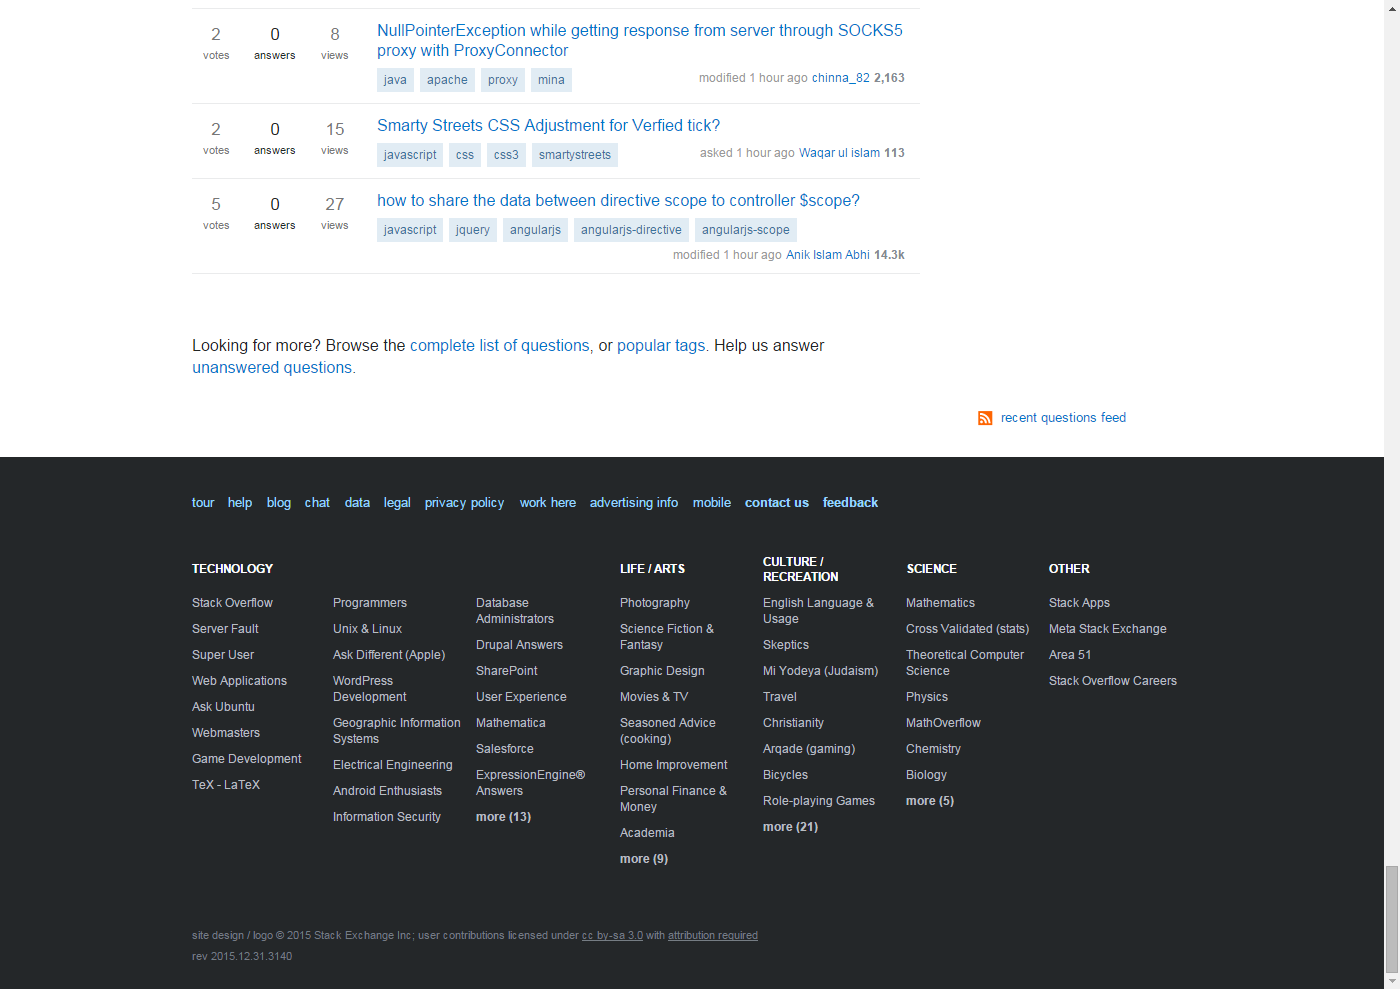 2 0 8 NullPointerException while getting response from server through SOCKS5
votes answers views proxy with ProxyConnector
java apache proxy mina modified 1 hour ago chinna_82 2,163
2 0 15 Smarty Streets CSS Adjustment for Verfied tick?
votes answers views
javascript css css3 smartystreets asked 1 hour ago Waqar ul islam 113
5 0 27 how to share the data between directive scope to controller $scope?
votes answers views
javascript jquery angularjs angularjs-directive angularjs-scope
modified 1 hour ago Anik Islam Abhi 14.3k
Looking for more? Browse the complete list of questions, or popular tags. Help us answer
unanswered questions.
recent questions feed
tour help blog chat data legal privacy policy work here advertising info mobile contact us feedback
TECHNOLOGY
Stack Overflow
Server Fault
Super User
Web Applications
Ask Ubuntu
Webmasters
Game Development
TeX - LaTeX
Programmers
Unix & Linux
Ask Different (Apple)
WordPress
Development
Geographic Information
Systems
Electrical Engineering
Android Enthusiasts
Information Security
Database
Administrators
Drupal Answers
SharePoint
User Experience
Mathematica
Salesforce
ExpressionEngine®
Answers
more (13)
LIFE / ARTS
Photography
Science Fiction &
Fantasy
Graphic Design
Movies & TV
Seasoned Advice
(cooking)
Home Improvement
Personal Finance &
Money
Academia
more (9)
CULTURE /
RECREATION
English Language &
Usage
Skeptics
Mi Yodeya (Judaism)
Travel
Christianity
Arqade (gaming)
Bicycles
Role-playing Games
more (21)
SCIENCE
Mathematics
Cross Validated (stats)
Theoretical Computer
Science
Physics
MathOverflow
Chemistry
Biology
more (5)
OTHER
Stack Apps
Meta Stack Exchange
Area 51
Stack Overflow Careers
site design / logo © 2015 Stack Exchange Inc; user contributions licensed under cc by-sa 3.0 with attribution required
rev 2015.12.31.3140